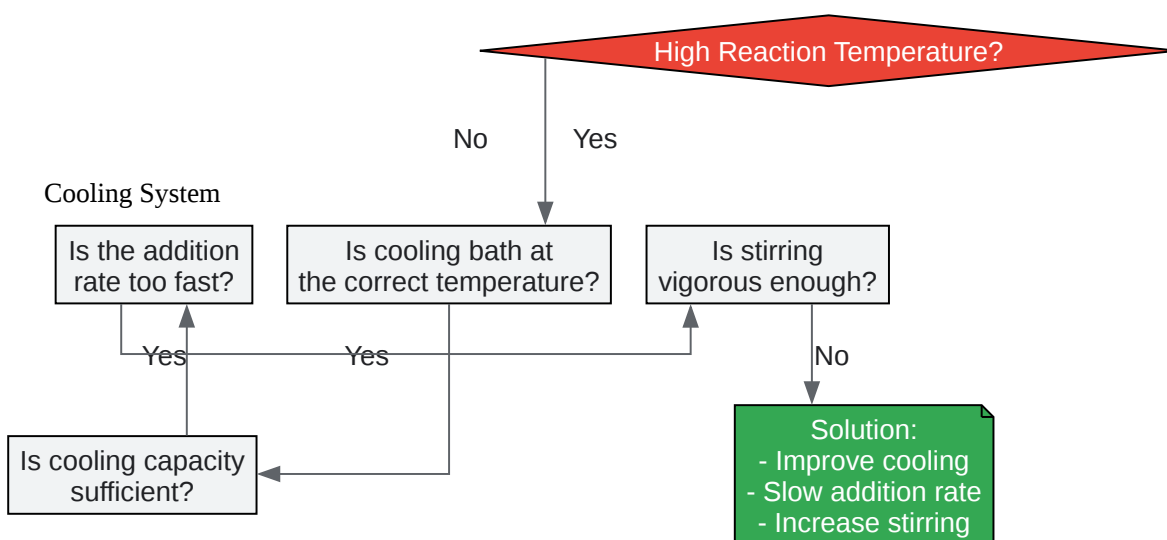 High Reaction Temperature?
No
Yes
Cooling System
Is the addition
rate too fast?
Is cooling bath at
the correct temperature?
Is stirring
vigorous enough?
Yes
Yes
No
Is cooling capacity
sufficient?
Solution:
- Improve cooling
- Slow addition rate
- Increase stirring